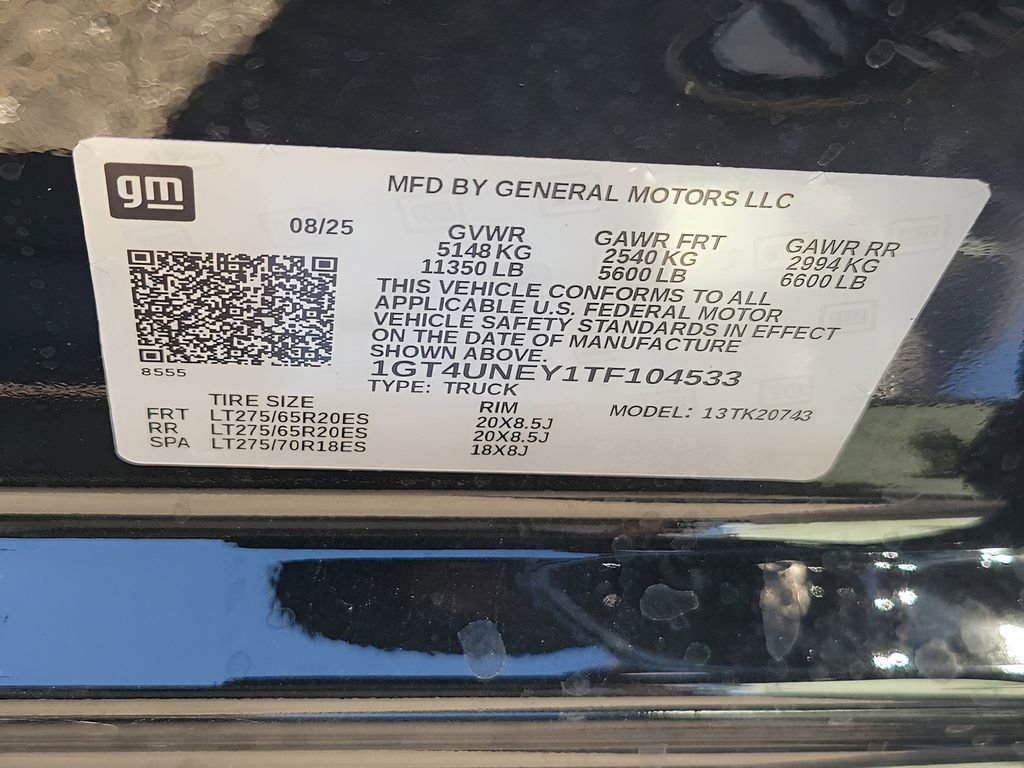 gm
MFD BY GENERAL MOTORS LLC
08/25
GVWR GAWR FRT GAWR RR
5148 KG 2540 KG 2994 KG
11350 LB 5600 LB 6600 LB
THIS VEHICLE CONFORMS TO ALL
APPLICABLE U.S. FEDERAL MOTOR
VEHICLE SAFETY STANDARDS IN EFFECT
ON THE DATE OF MANUFACTURE
SHOWN ABOVE.
8555
1GT4UNEY1TF104533
TYPE: TRUCK
MODEL: 13TK20743
TIRE SIZE RIM
FRT LT275/65R20ES 20X8.5J
RR LT275/65R20ES 20X8.5J
SPA LT275/70R18ES 18X8J